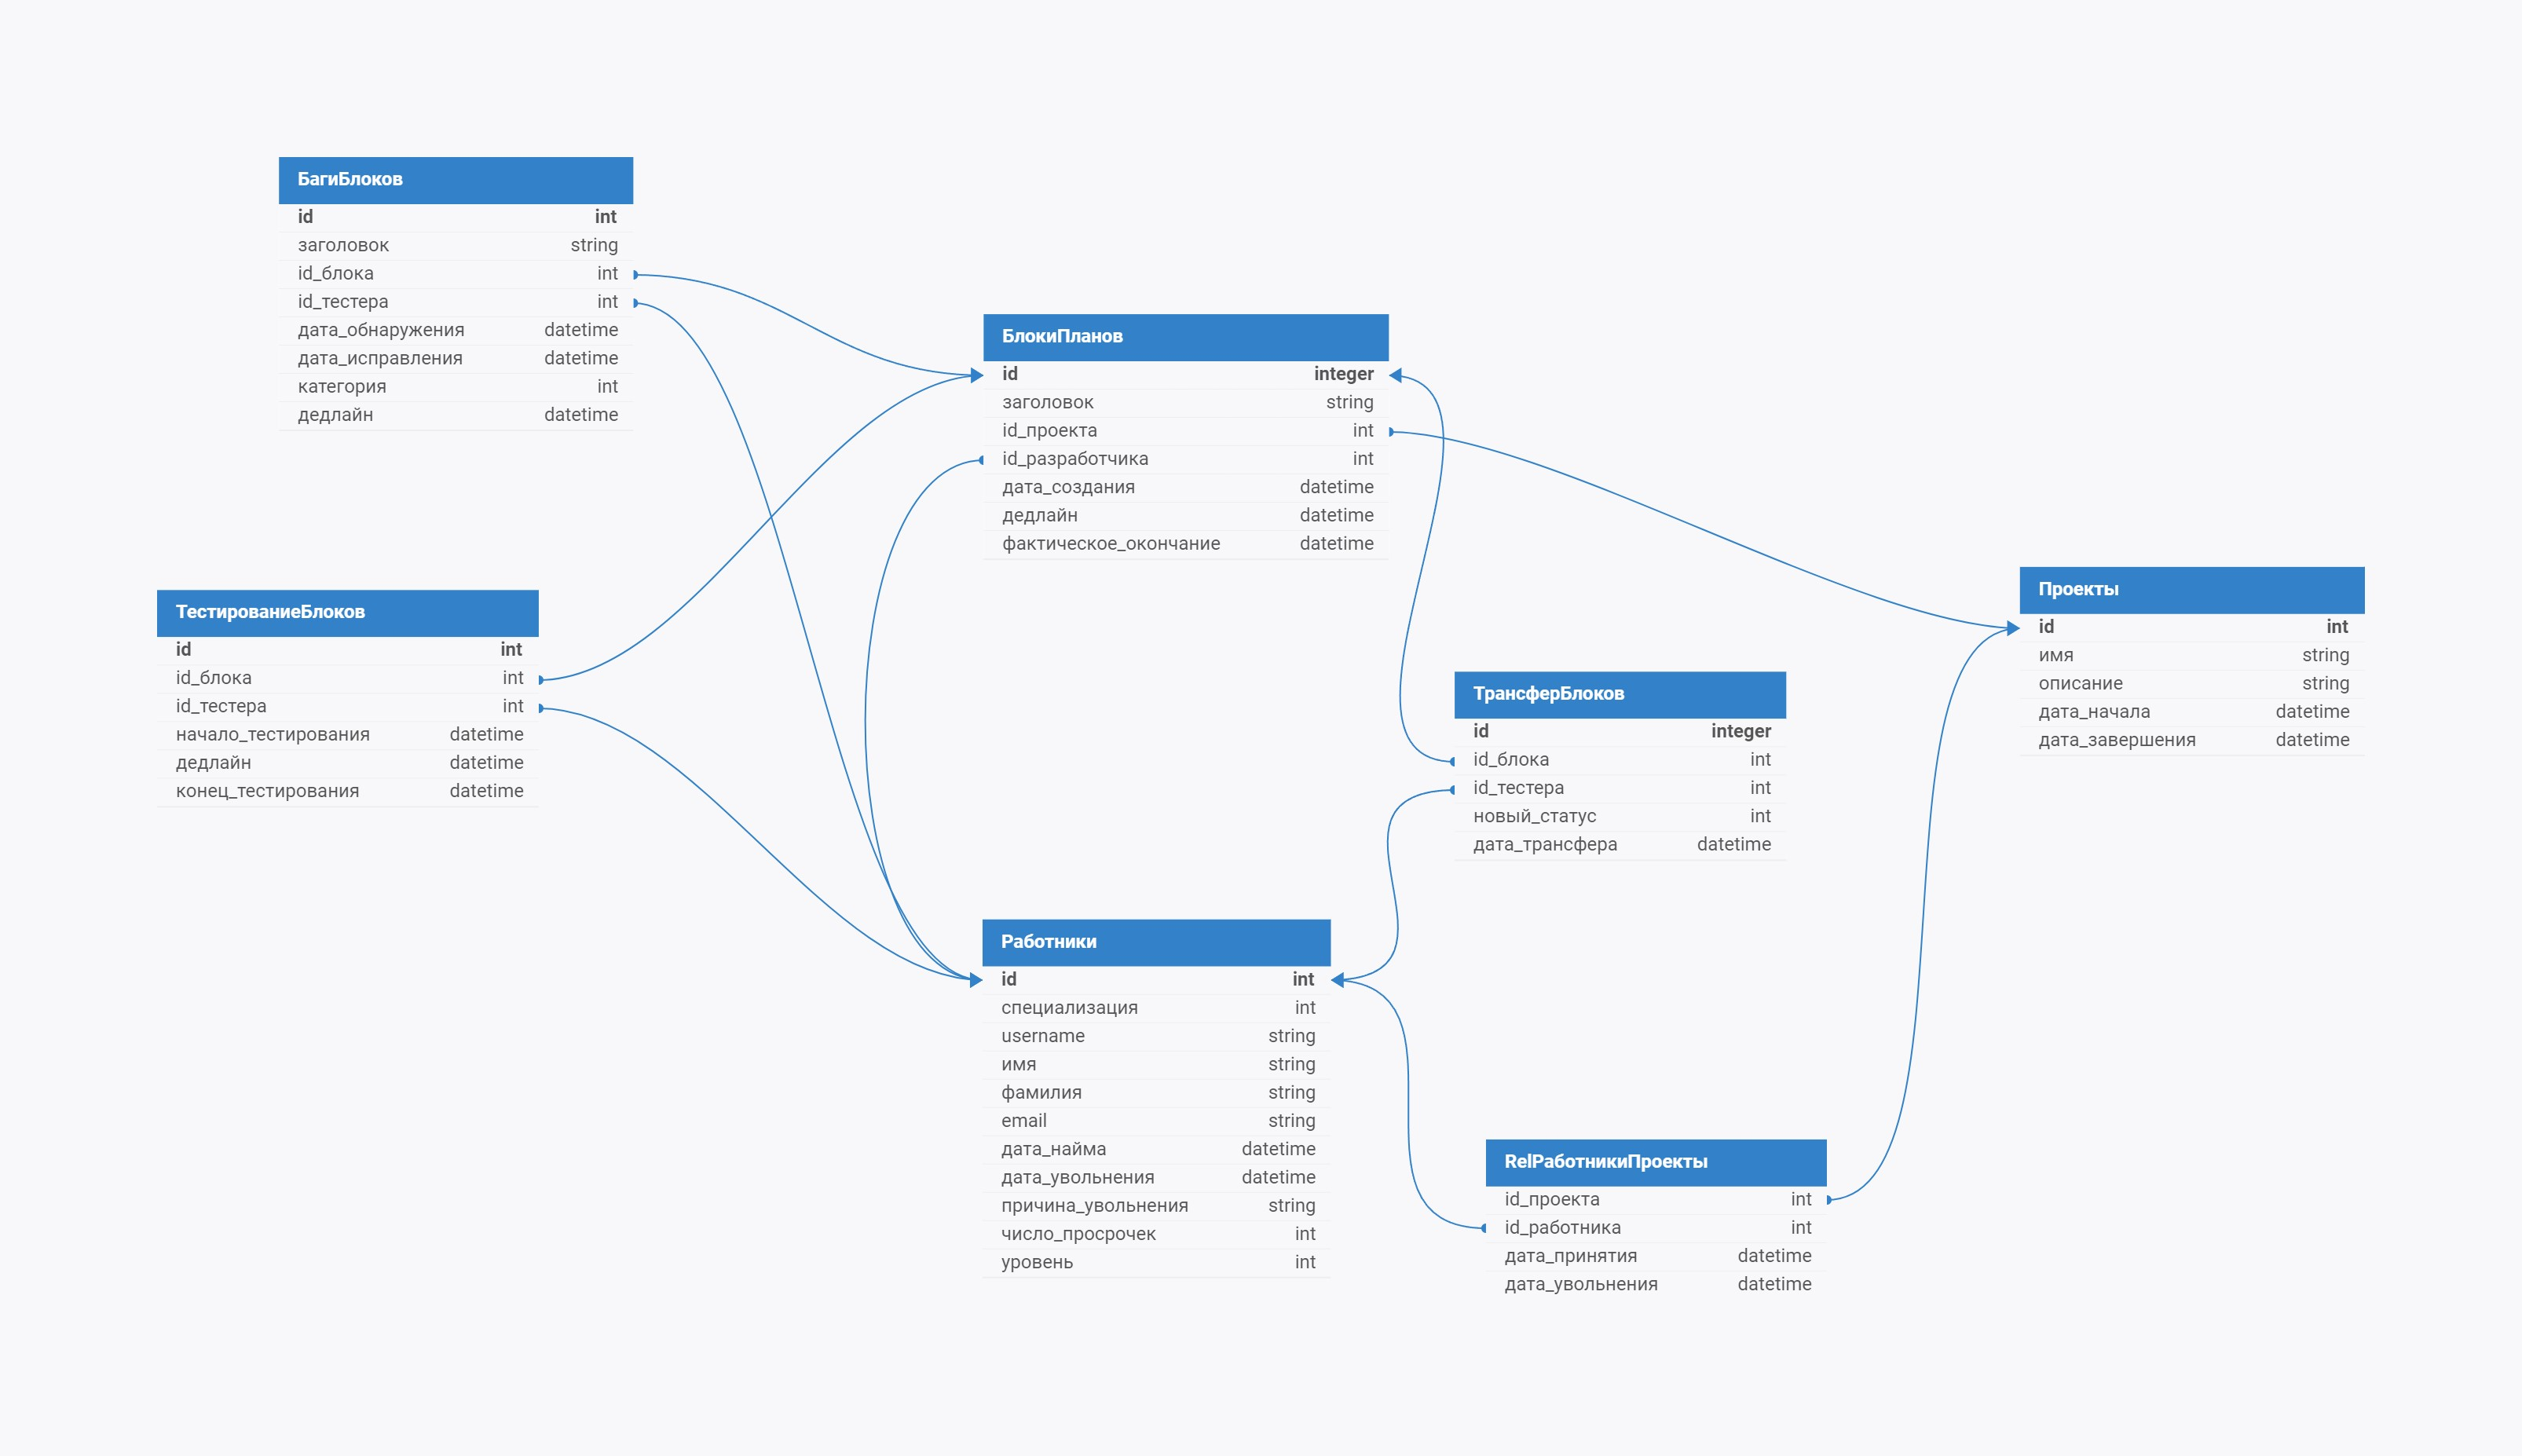 БагиБлоков
id int
заголовок string
id_блока int
id_тестера int
дата_обнаружения datetime
дата_исправления datetime
категория int
дедлайн datetime
БлокиПланов
id integer
заголовок string
id_проекта int
id_разработчика int
дата_создания datetime
дедлайн datetime
фактическое_окончание datetime
ТестированиеБлоков
id int
id_блока int
id_тестера int
начало_тестирования datetime
дедлайн datetime
конец_тестирования datetime
Проекты
id int
имя string
описание string
дата_начала datetime
дата_завершения datetime
ТрансферБлоков
id integer
id_блока int
id_тестера int
новый_статус int
дата_трансфера datetime
Работники
id int
специализация int
username string
имя string
фамилия string
email string
дата_найма datetime
дата_увольнения datetime
причина_увольнения string
число_просрочек int
уровень int
RelРаботникиПроекты
id_проекта int
id_работника int
дата_принятия datetime
дата_увольнения datetime